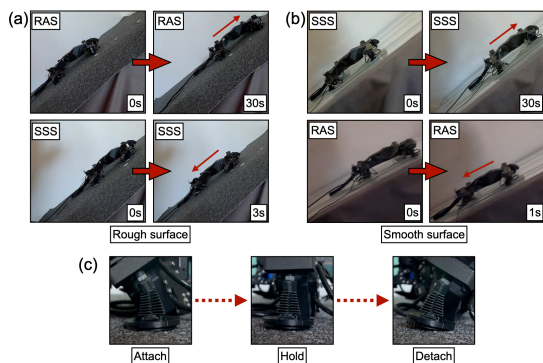 (a)
RAS
0s
RAS
30s
SSS
0s
SSS
3s
Rough surface
(b)
SSS
0s
SSS
30s
RAS
0s
RAS
1s
Smooth surface
(c)
Attach
Hold
Detach